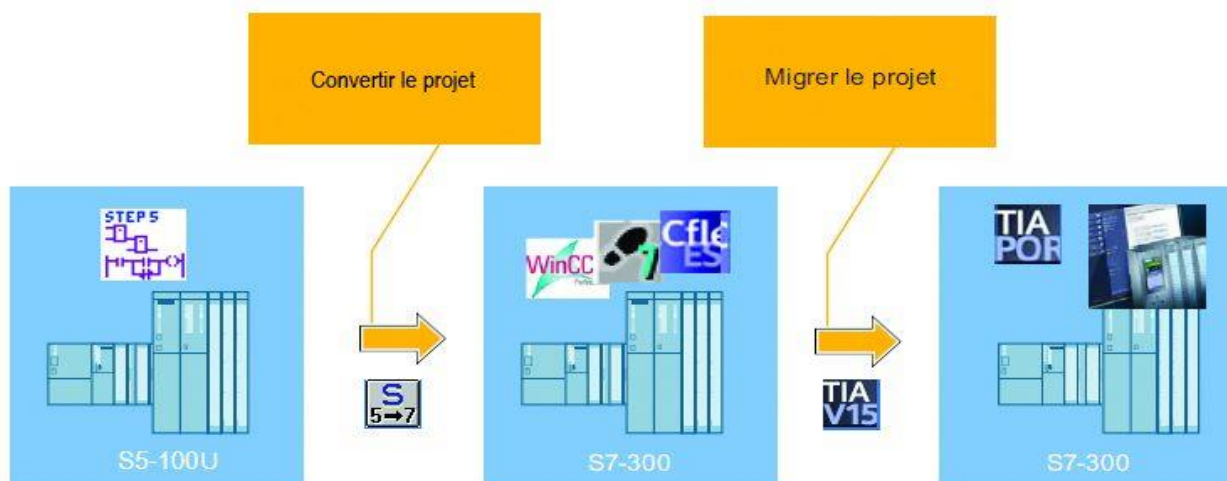 Convertir le projet
Migrer le projet
STEP 5
WinCC
7
Cfle
ES
TIA
POR
S
5→7
TIA
V15
S5-100U
S7-300
S7-300